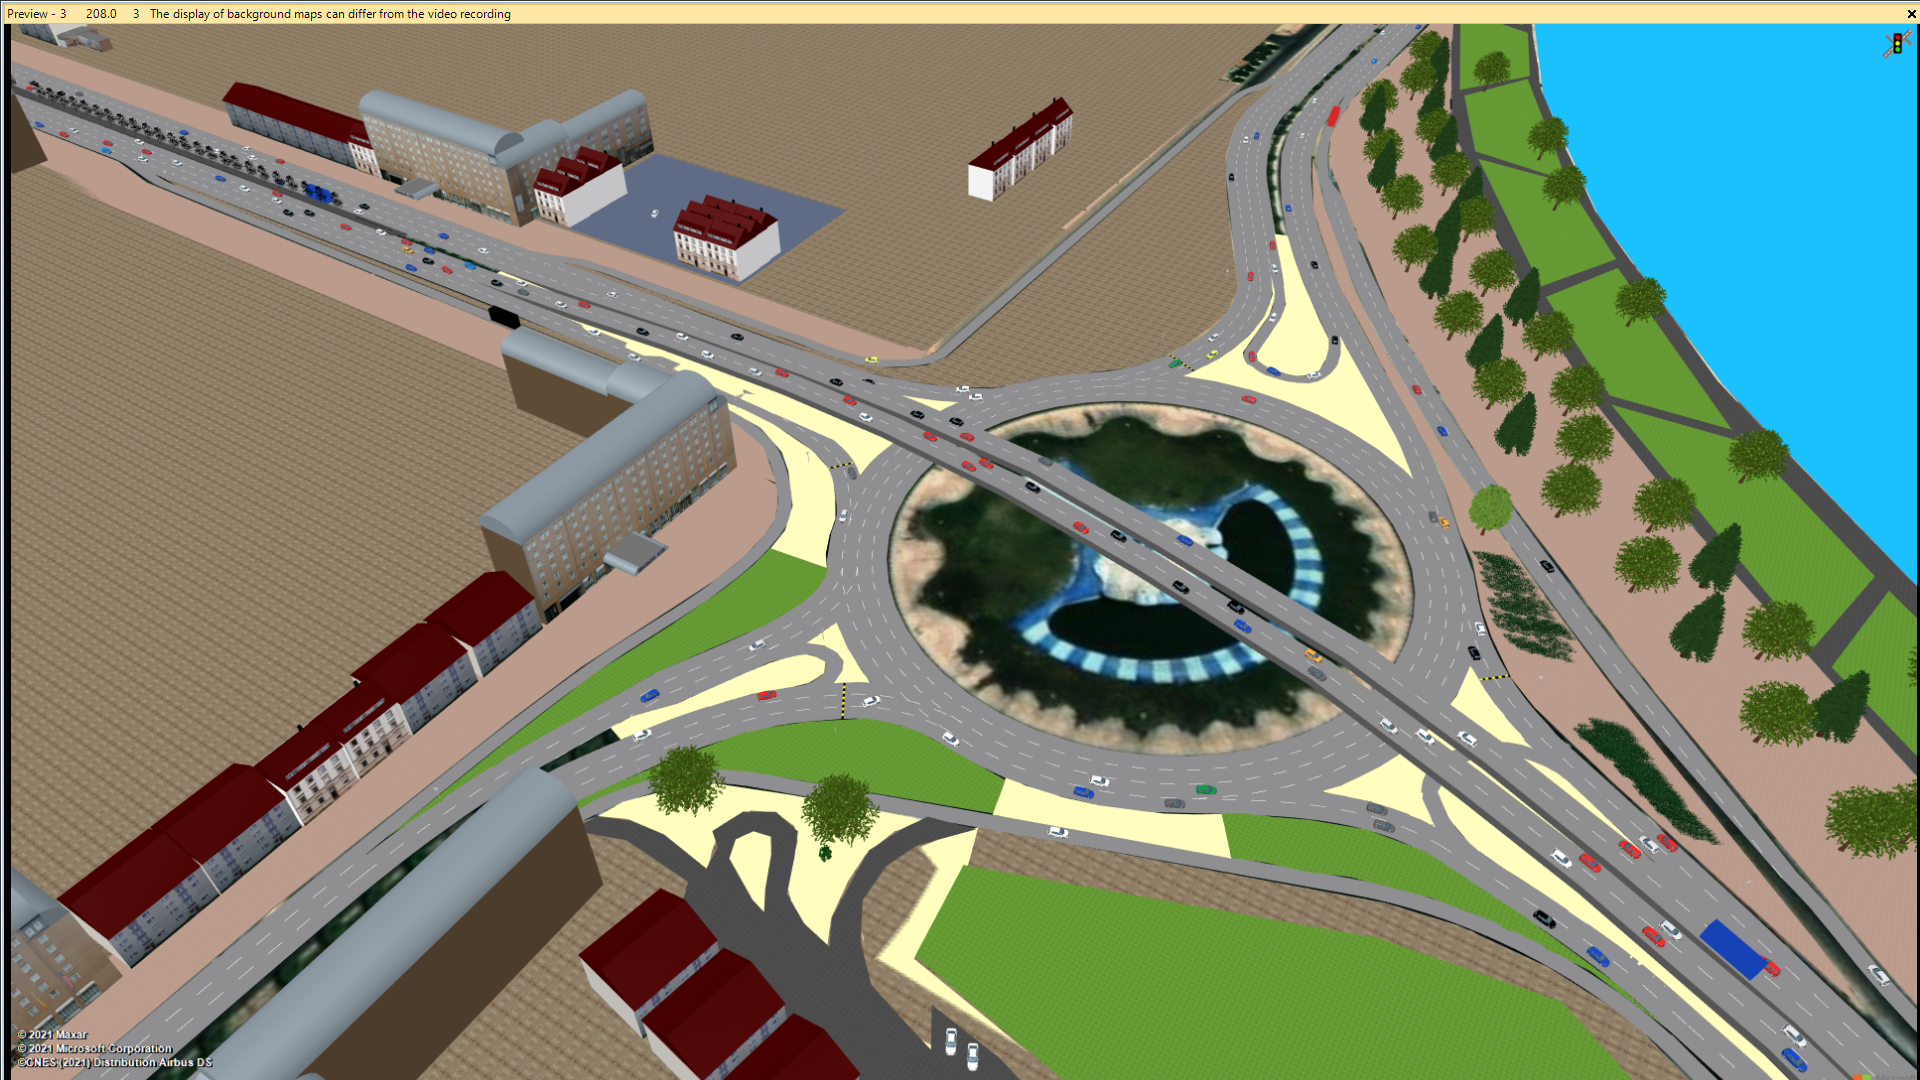 Preview - 3 208.0 3 The display of background maps can differ from the video recording
© 2021 Maxar
© 2021 Microsoft Corporation
©CNES (2021) Distribution Airbus DS